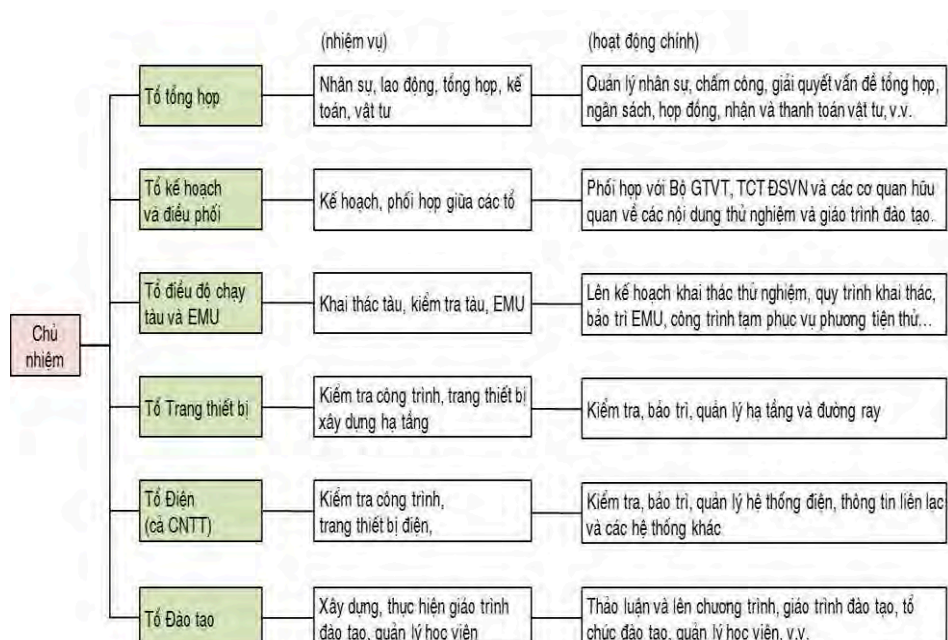 (nhiệm vụ)
(hoạt động chính)
Chủ
nhiệm
Tổ tổng hợp
Nhân sự, lao động, tổng hợp, kế
toán, vật tư
Quản lý nhân sự, chấm công, giải quyết vấn đề tổng hợp,
ngân sách, hợp đồng, nhận và thanh toán vật tư, v.v.
Tổ kế hoạch
và điều phối
Kế hoạch, phối hợp giữa các tổ
Phối hợp với Bộ GTVT, TCT ĐSVN và các cơ quan hữu
quan về các nội dung thử nghiệm và giáo trình đào tạo.
Tổ điều độ chạy
tàu và EMU
Khai thác tàu, kiểm tra tàu, EMU
Lên kế hoạch khai thác thử nghiệm, quy trình khai thác,
bảo trì EMU, công trình tạm phục vụ phương tiện thử...
Tổ Trang thiết bị
Kiểm tra công trình, trang thiết bị
xây dựng hạ tầng
Kiểm tra, bảo trì, quản lý hạ tầng và đường ray
Tổ Điện
(cả CNTT)
Kiểm tra công trình,
trang thiết bị điện,
Kiểm tra, bảo trì, quản lý hệ thống điện, thông tin liên lạc
và các hệ thống khác
Tổ Đào tạo
Xây dựng, thực hiện giáo trình
đào tạo, quản lý học viên
Thảo luận và lên chương trình, giáo trình đào tạo, tổ
chức đào tạo, quản lý học viên, v.v.